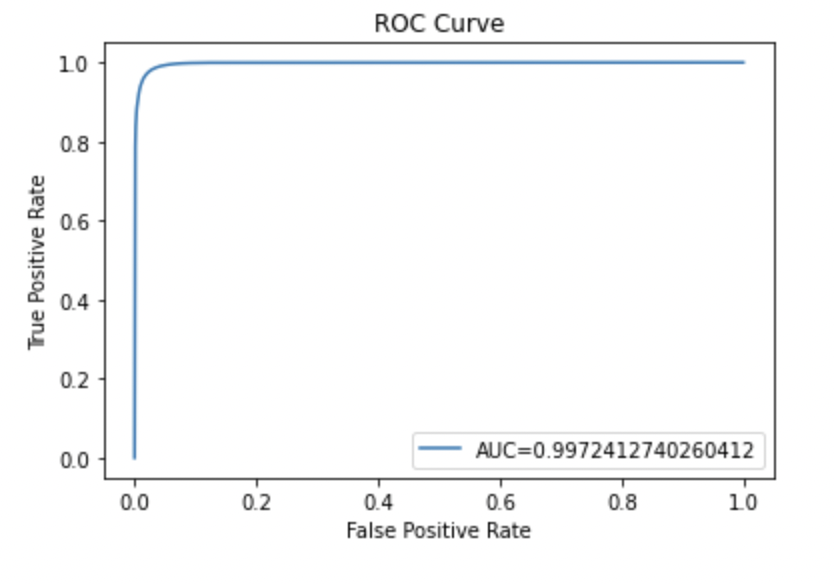 ROC Curve
1.0
0.8
0.6
0.4
0.2
0.0
True Positive Rate
AUC=0.9972412740260412
0.0 0.2 0.4 0.6 0.8 1.0
False Positive Rate